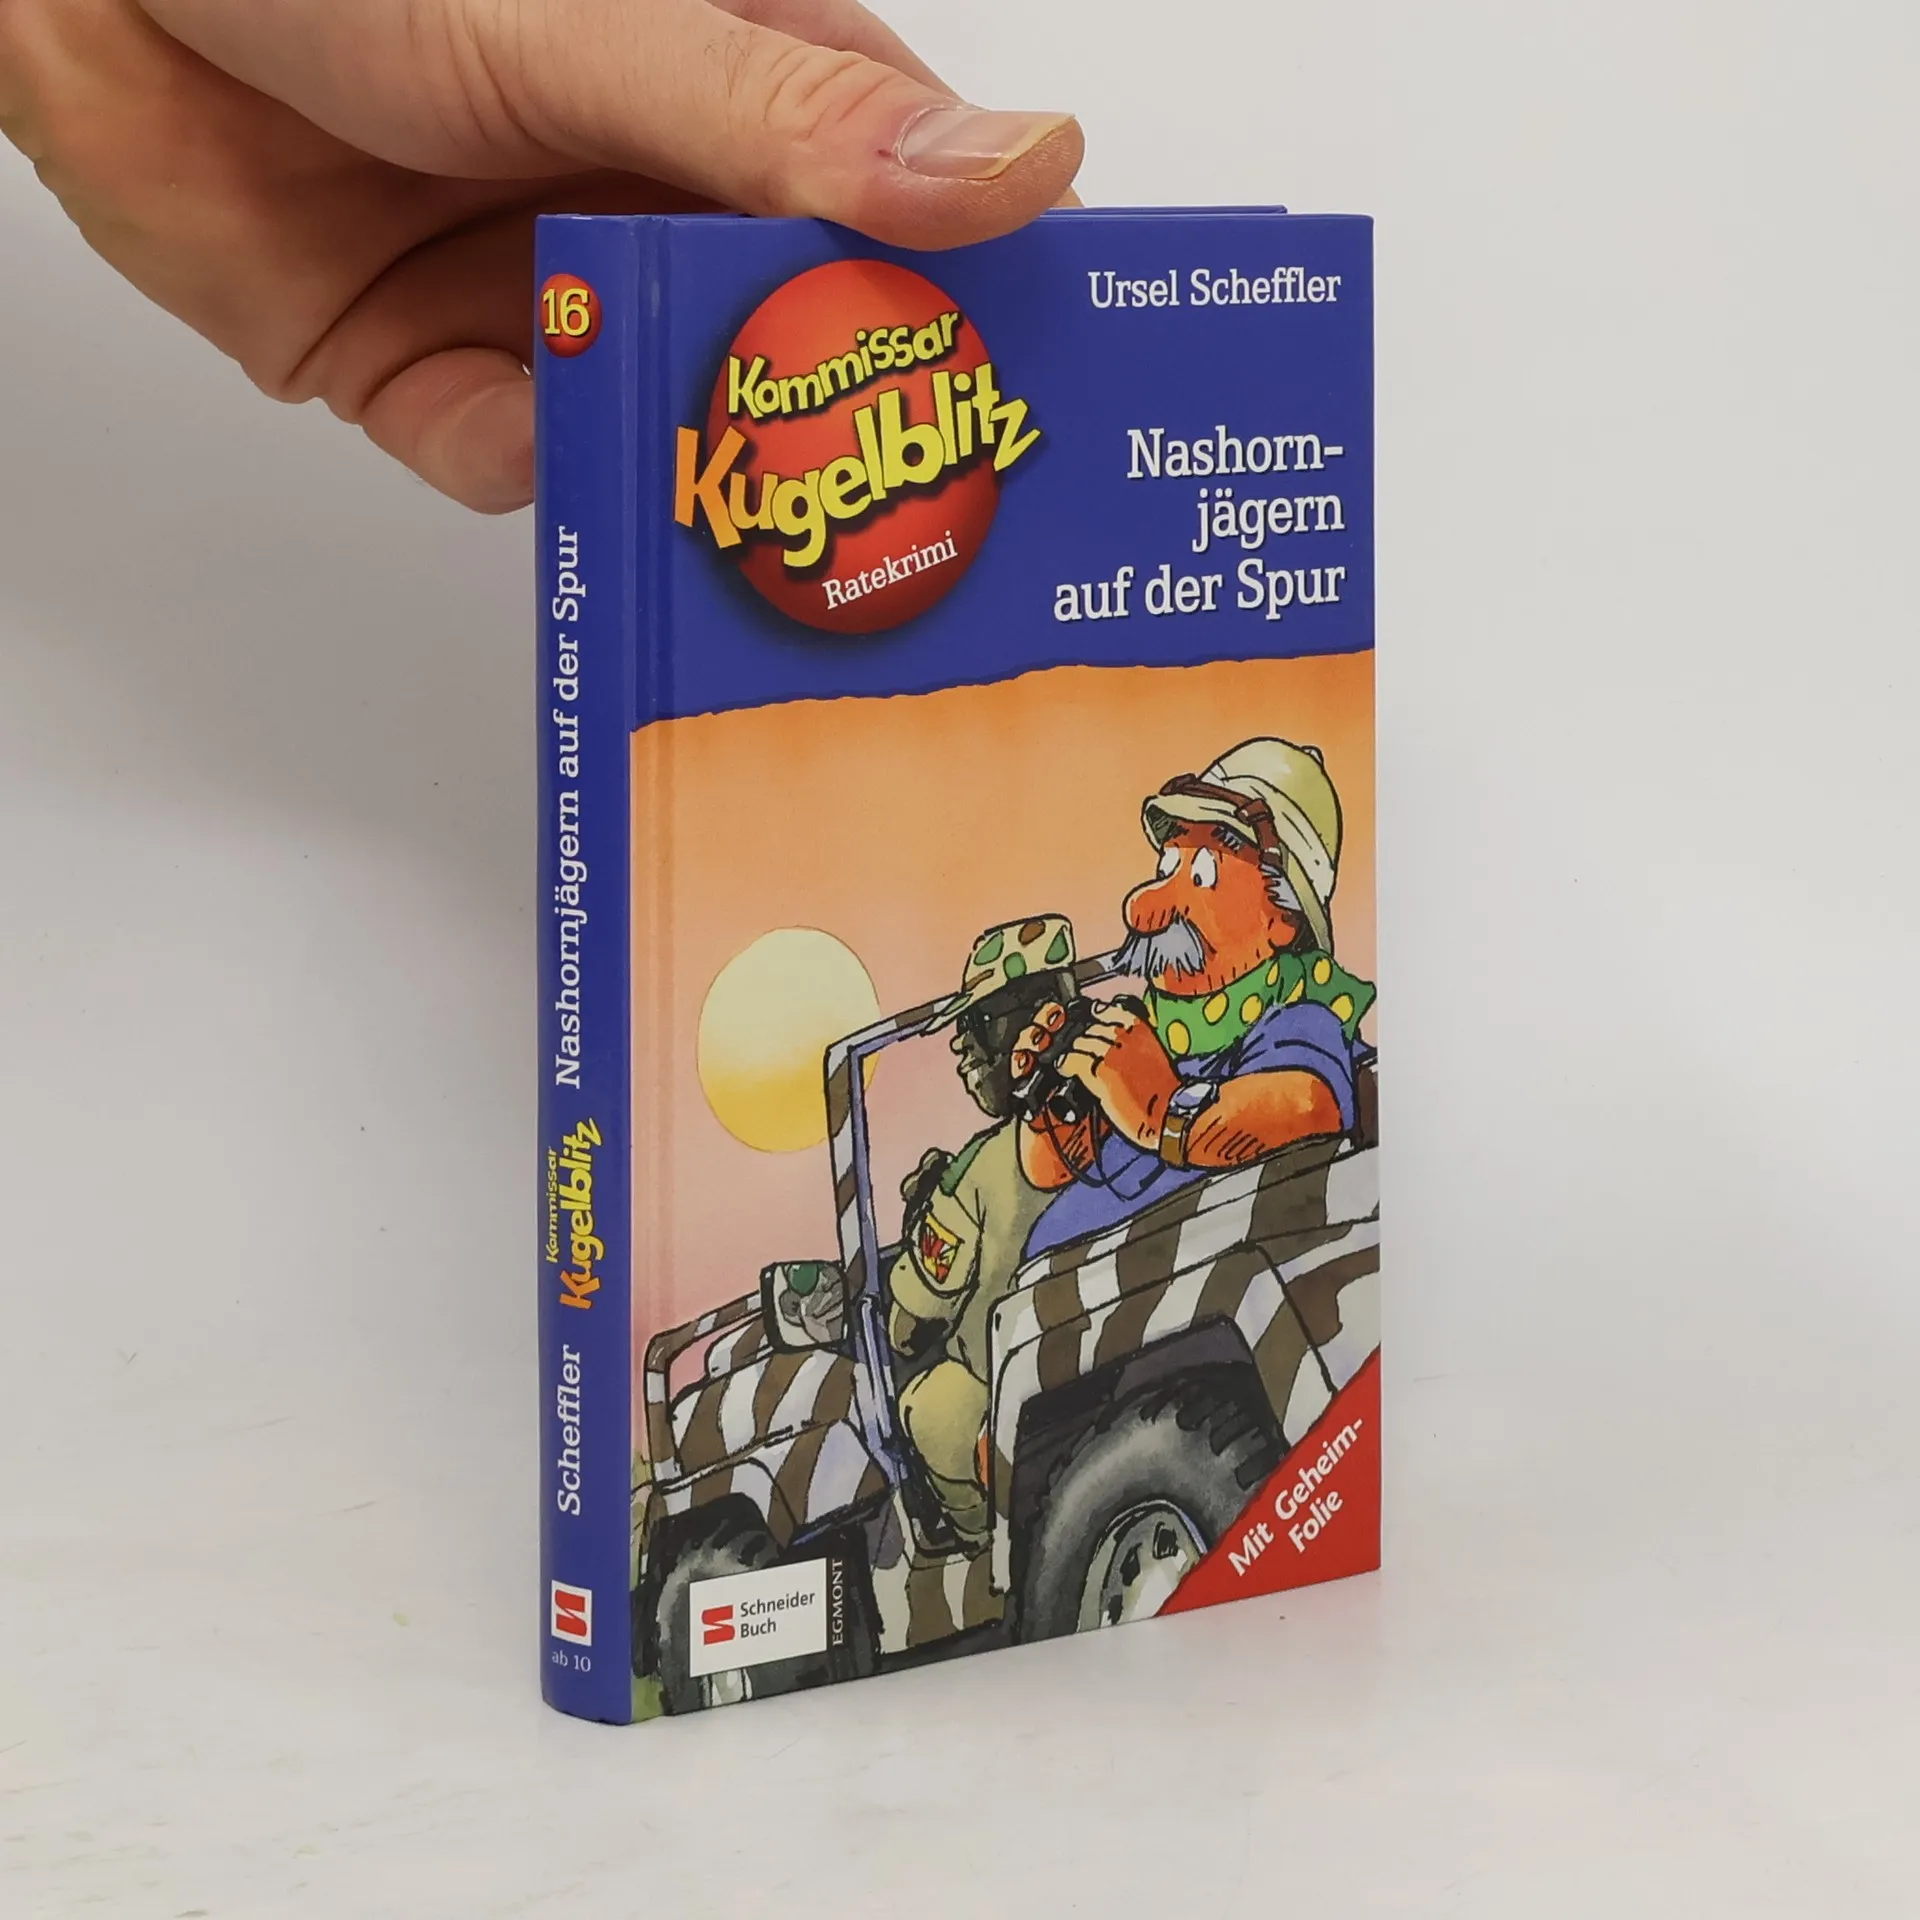 16
Nashornjägern auf der Spur
Kommissar
Kugelblitz
Scheffler
ab 10
Ursel Scheffler
Kommissar
Kugelblitz
Ratekrimi
Nashorn-
jägern
auf der Spur
Mit Geheim-
Folie
Schneider
Buch
EGMONT